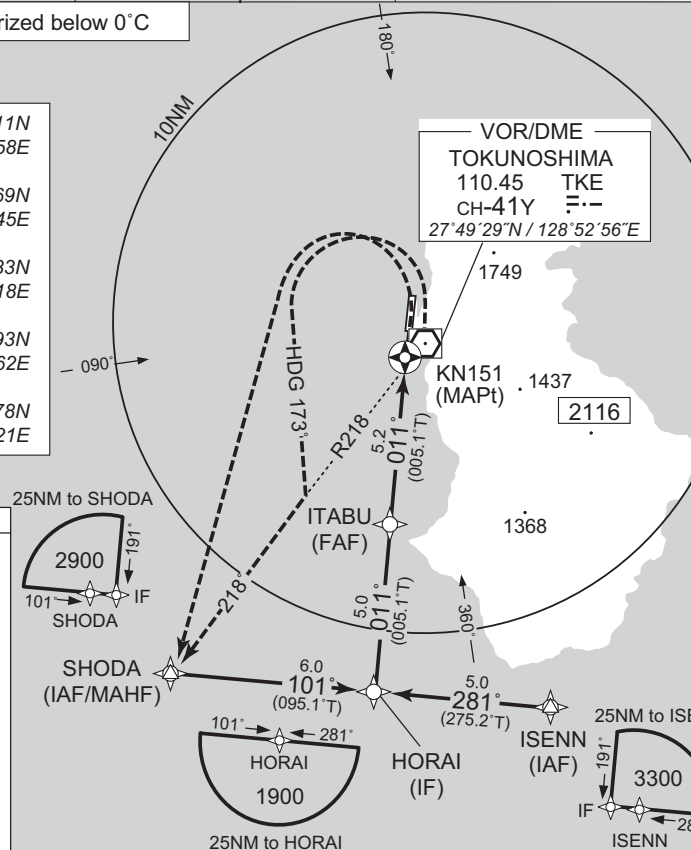 rized below 0˚C
180˚
10NM
VOR/DME
TOKUNOSHIMA
110.45 TKE
CH-41Y
27˚49´29˝N / 128˚52´56˝E
11N
58E
69N
45E
33N
18E
93N
62E
78N
21E
1749
090˚
KN151
(MAPt)
1437
2116
HDG 173˚
R218
5.2
011˚
(005.1˚T)
ITABU
(FAF)
1368
25NM to SHODA
2900
191˚
101˚
IF
SHODA
218˚
5.0
011˚
(005.1˚T)
360˚
SHODA
(IAF/MAHF)
6.0
101˚
(095.1˚T)
5.0
281˚
(275.2˚T)
HORAI
(IF)
ISENN
(IAF)
101˚
281˚
HORAI
1900
25NM to HORAI
25NM to ISE
191˚
3300
IF
28
ISENN